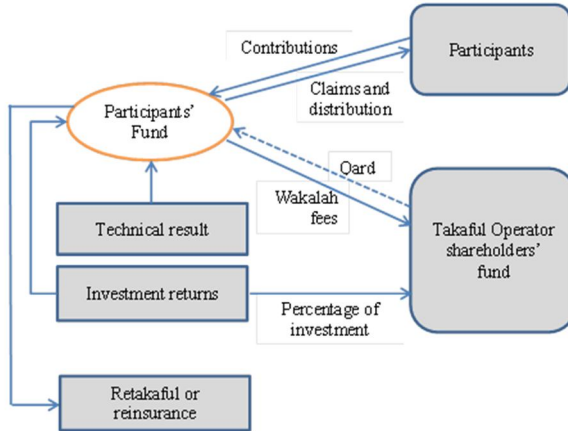 Contributions
Participants
Claims and
distribution
Participants'
Fund
Qard
Wakalah
fees
Technical result
Takaful Operator
shareholders'
fund
Investment returns
Percentage of
investment
Retakaful or
reinsurance